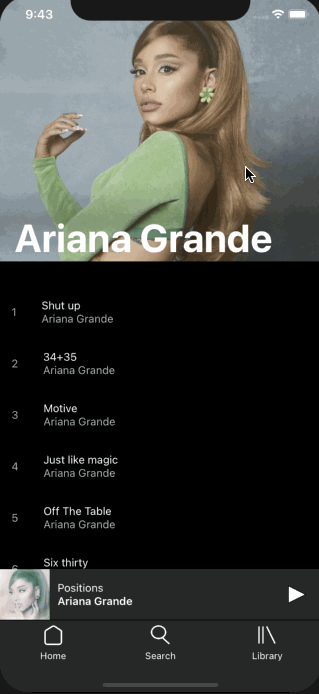 9:43
Ariana Grande
1
Shut up
Ariana Grande
2
34+35
Ariana Grande
3
Motive
Ariana Grande
4
Just like magic
Ariana Grande
5
Off The Table
Ariana Grande
6
Six thirty
Positions
Ariana Grande
Home
Search
Library